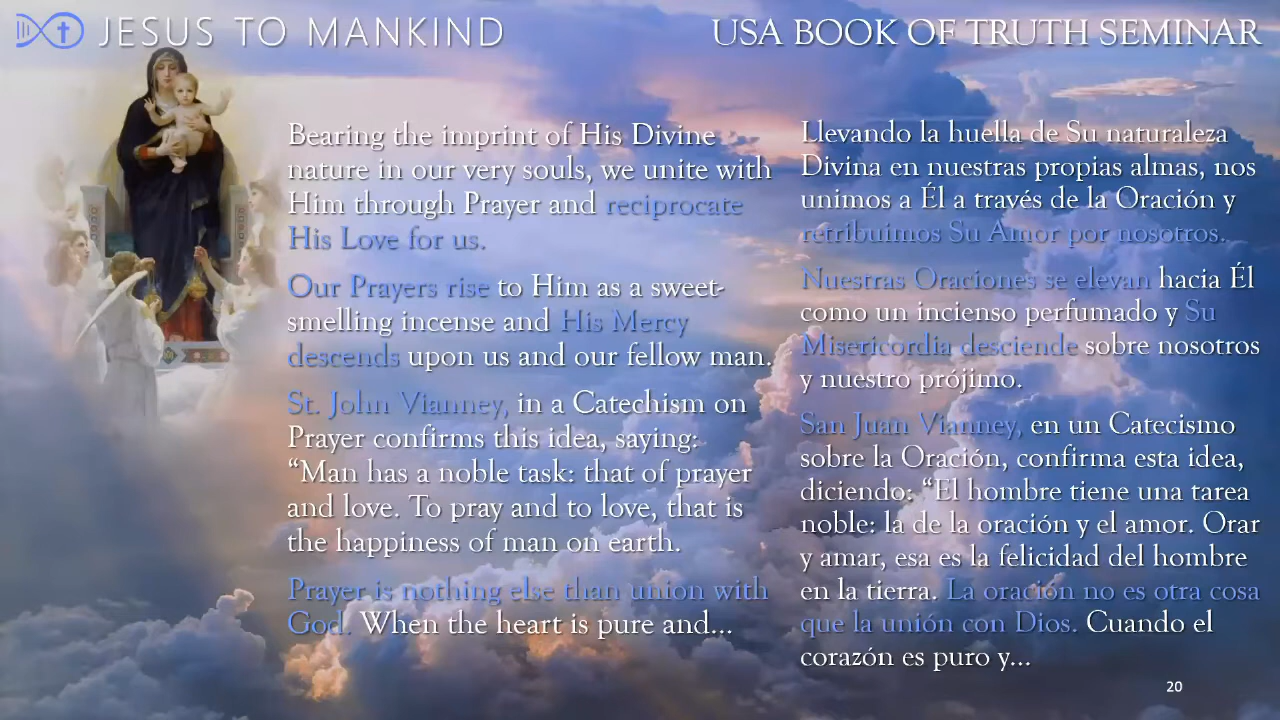 JESUS TO MANKIND
USA BOOK OF TRUTH SEMINAR
Bearing the imprint of His Divine
nature in our very souls, we unite with
Him through Prayer and reciprocate
His Love for us.
Our Prayers rise to Him as a sweet-
smelling incense and His Mercy
descends upon us and our fellow man.
St. John Vianney, in a Catechism on
Prayer confirms this idea, saying:
“Man has a noble task: that of prayer
and love. To pray and to love, that is
the happiness of man on earth.
Prayer is nothing else than union with
God. When the heart is pure and...
Llevando la huella de Su naturaleza
Divina en nuestras propias almas, nos
unimos a Él a través de la Oración y
retribuimos Su Amor por nosotros.
Nuestras Oraciones se elevan hacia Él
como un incienso perfumado y Su
Misericordia desciende sobre nosotros
y nuestro prójimo.
San Juan Vianney, en un Catecismo
sobre la Oración, confirma esta idea,
diciendo: “El hombre tiene una tarea
noble: la de la oración y el amor. Orar
y amar, esa es la felicidad del hombre
en la tierra. La oración no es otra cosa
que la unión con Dios. Cuando el
corazón es puro y...
20